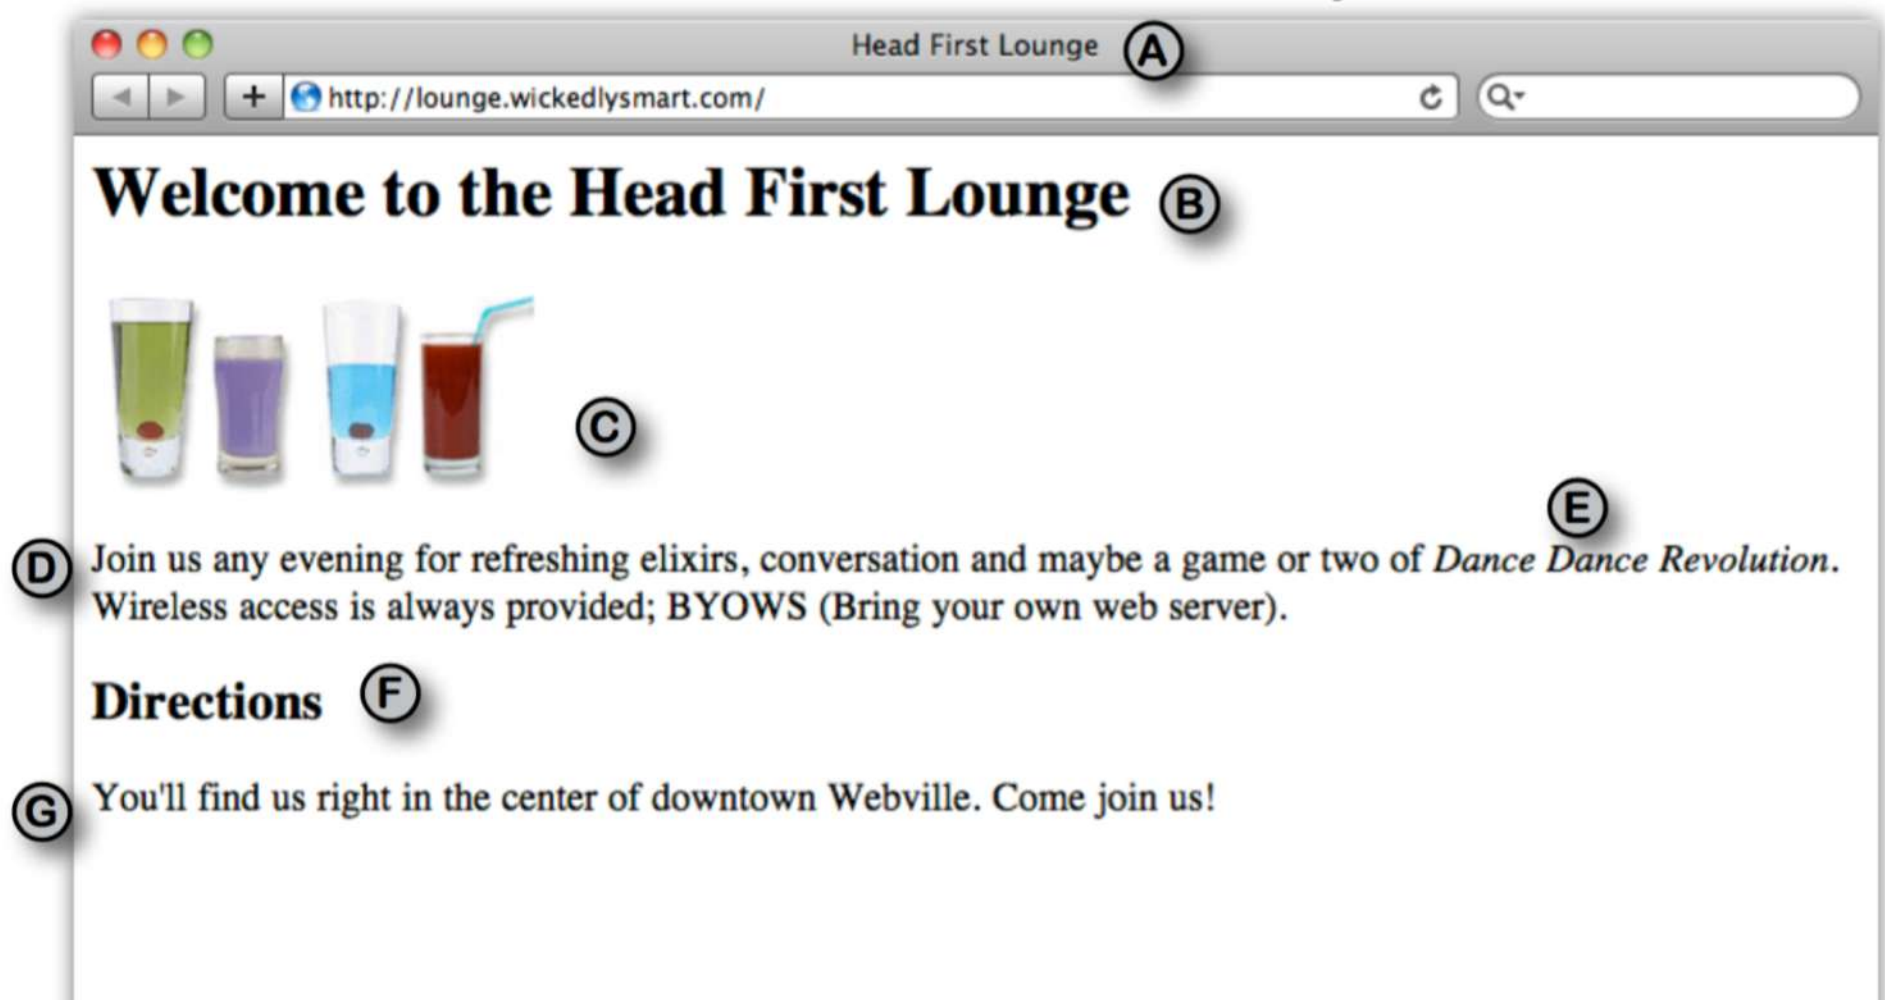 Head First Lounge A
http://lounge.wickedlysmart.com/
Welcome to the Head First Lounge B
C
E
D Join us any evening for refreshing elixirs, conversation and maybe a game or two of Dance Dance Revolution.
Wireless access is always provided; BYOWS (Bring your own web server).
Directions F
G You'll find us right in the center of downtown Webville. Come join us!